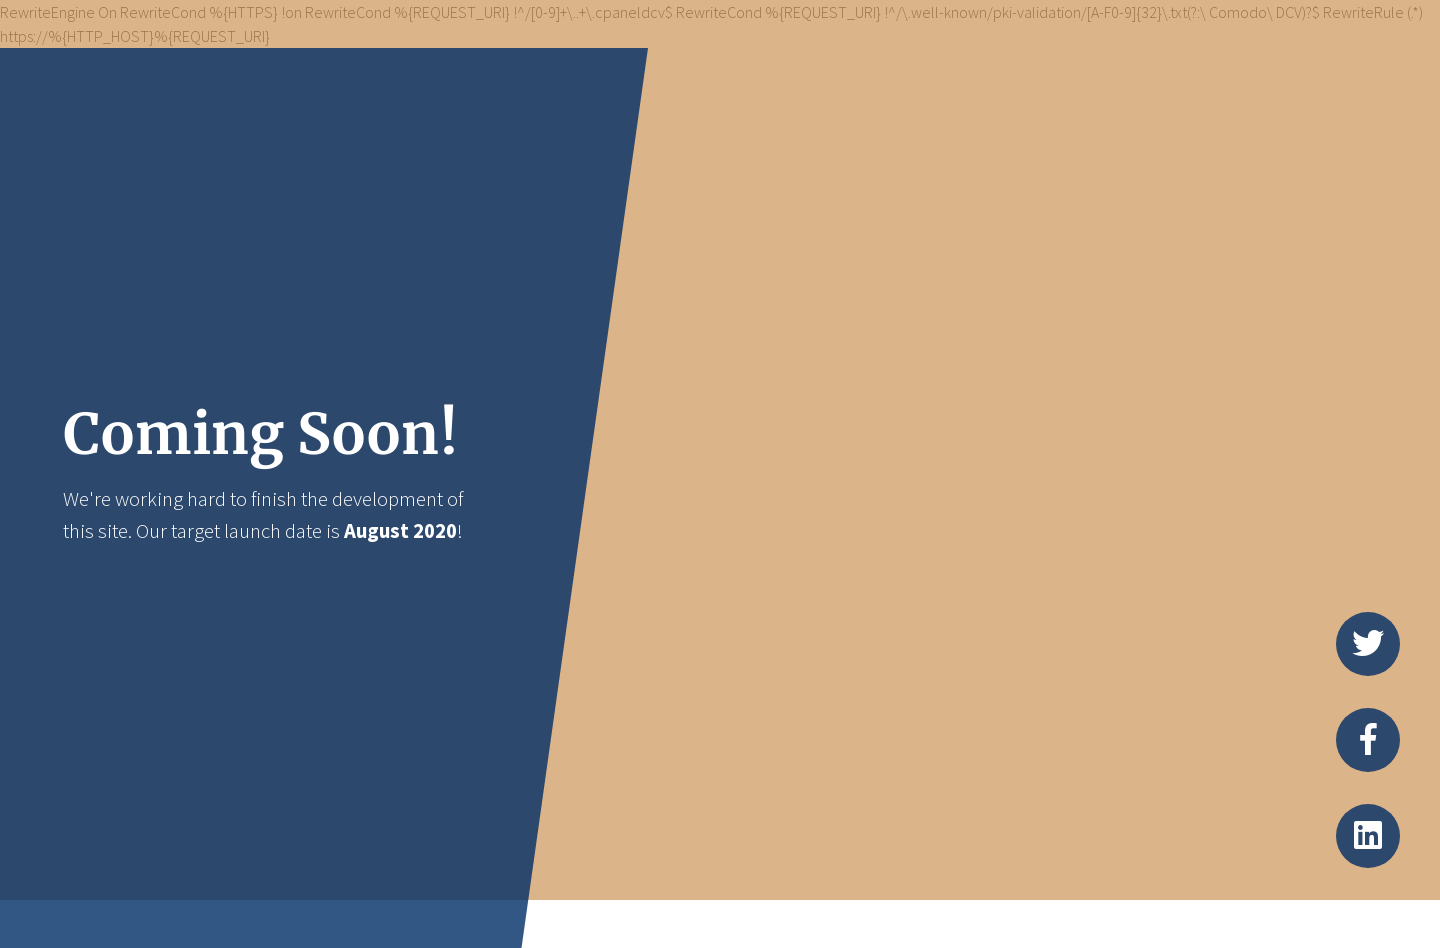 RewriteEngine On RewriteCond %{HTTPS} !on RewriteCond %{REQUEST_URI} !^/[0-9]+\..+\.cpaneldcv$ RewriteCond %{REQUEST_URI} !^/\.well-known/pki-validation/[A-F0-9]{32}\.txt(?:\ Comodo\ DCV)?$ RewriteRule (.*)
https://%{HTTP_HOST}%{REQUEST_URI}
Coming Soon!
We're working hard to finish the development of
this site. Our target launch date is August 2020!